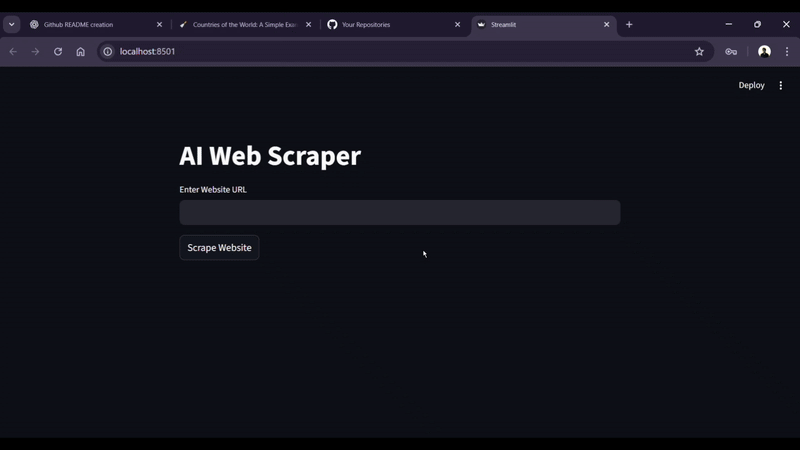 Github README creation
Countries of the World: A Simple Exa
Your Repositories
Streamlit
localhost:8501
Deploy
AI Web Scraper
Enter Website URL
Scrape Website